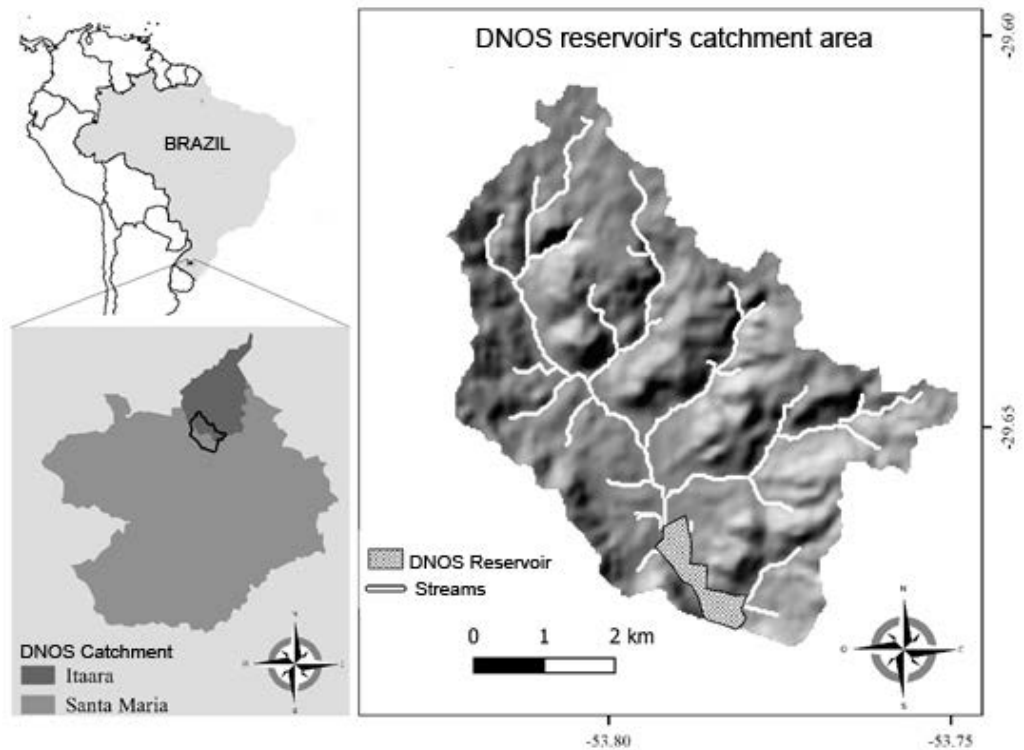 BRAZIL
DNOS Catchment
Itaara
Santa Maria
DNOS reservoir's catchment area
DNOS Reservoir
Streams
0 1 2 km
N
S
-29.60
-29.65
-53.80
-53.75